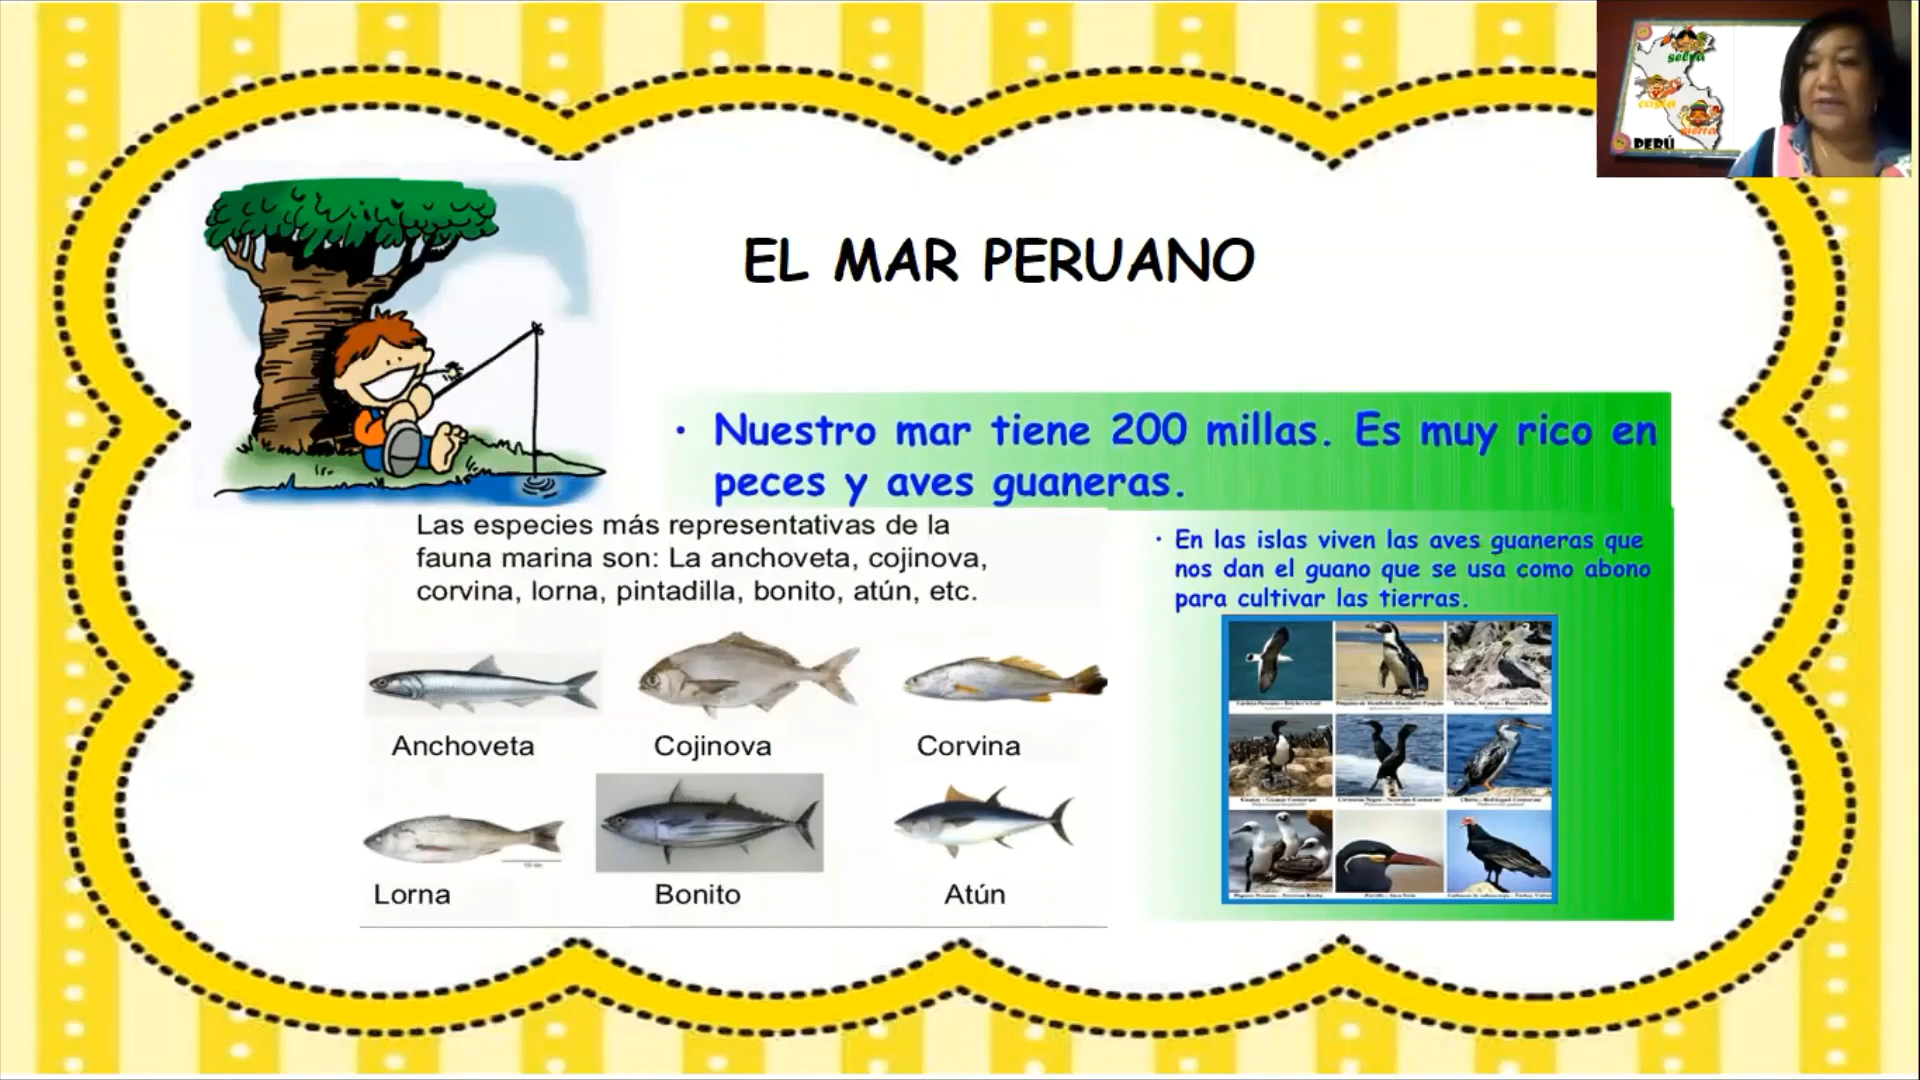 selva
costa
sierra
PERÚ
EL MAR PERUANO
• Nuestro mar tiene 200 millas. Es muy rico en
peces y aves guaneras.
Las especies más representativas de la
fauna marina son: La anchoveta, cojinova,
corvina, lorna, pintadilla, bonito, atún, etc.
Anchoveta
Cojinova
Corvina
Lorna
Bonito
Atún
• En las islas viven las aves guaneras que
nos dan el guano que se usa como abono
para cultivar las tierras.